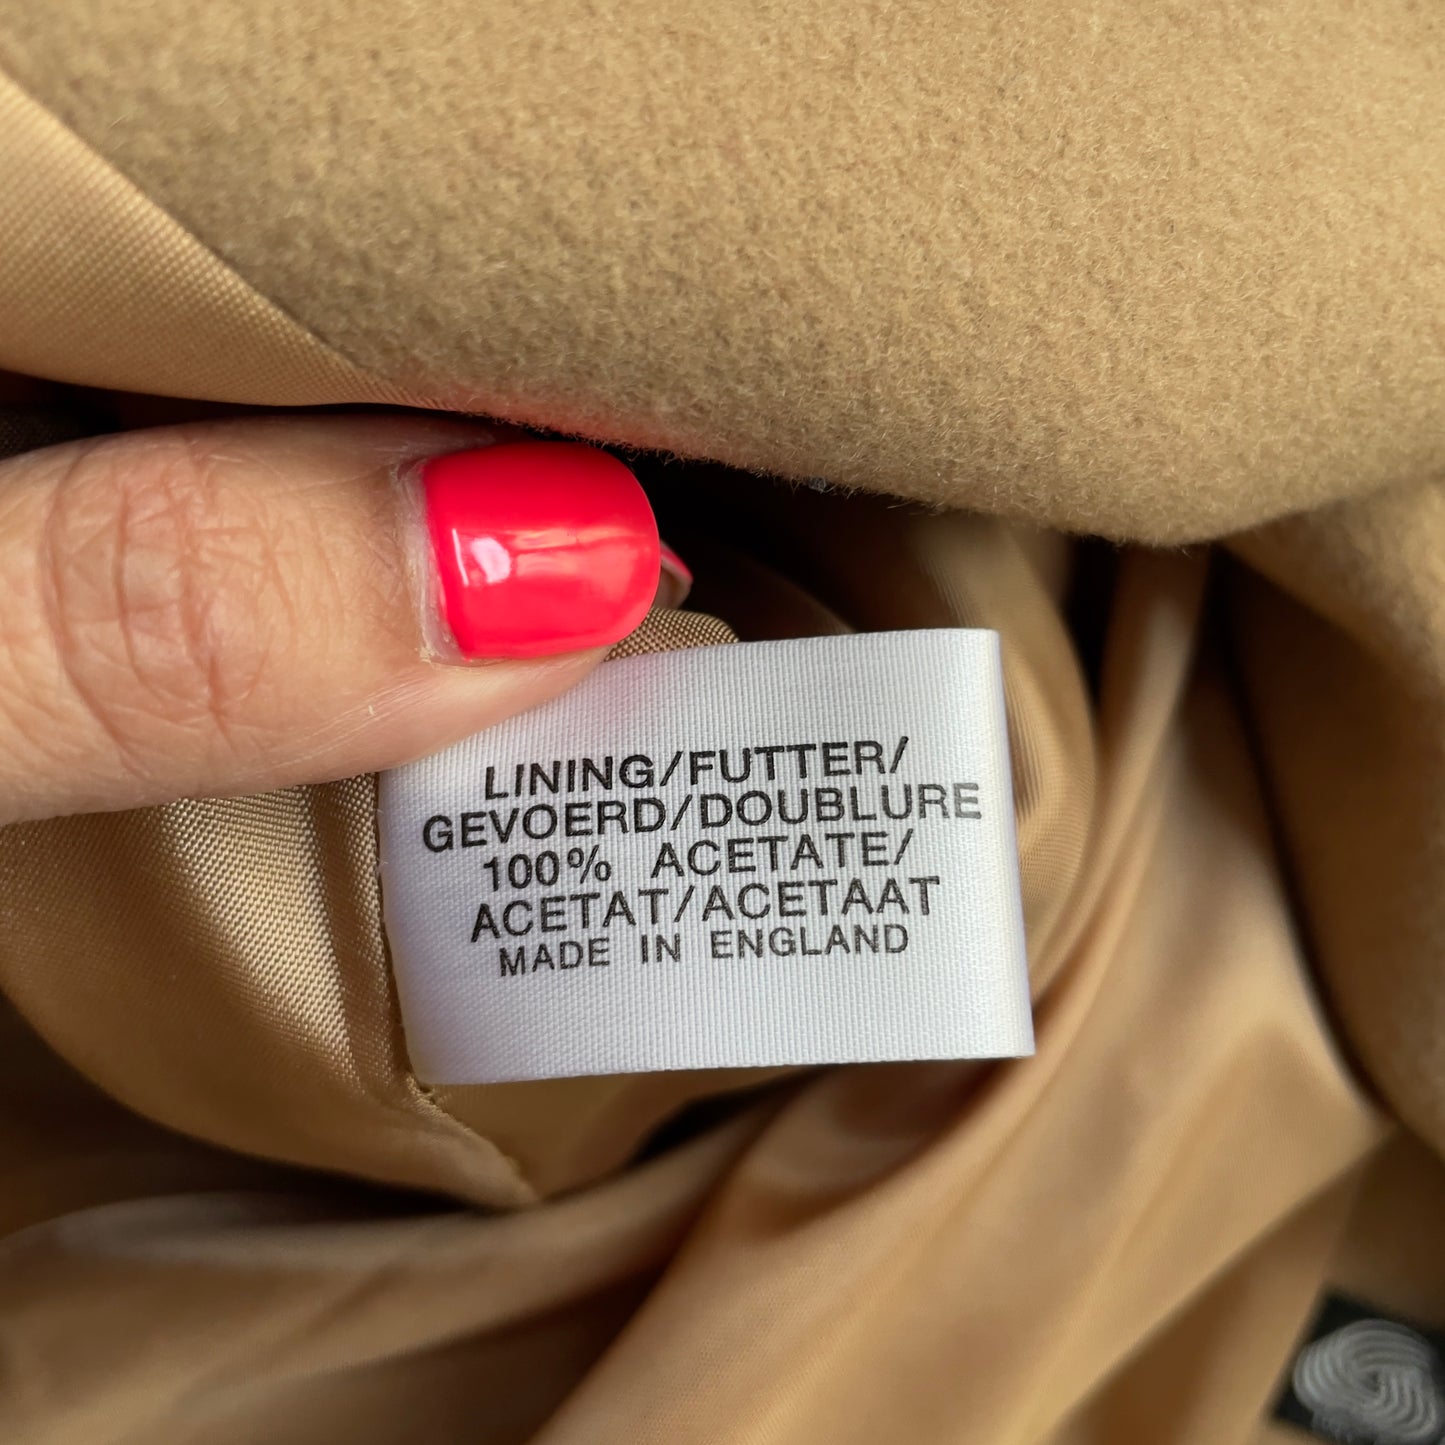 LINING/FUTTER/
GEVOERD/DOUBLURE
100% ACETATE/
ACETAT/ACETAAT
MADE IN ENGLAND